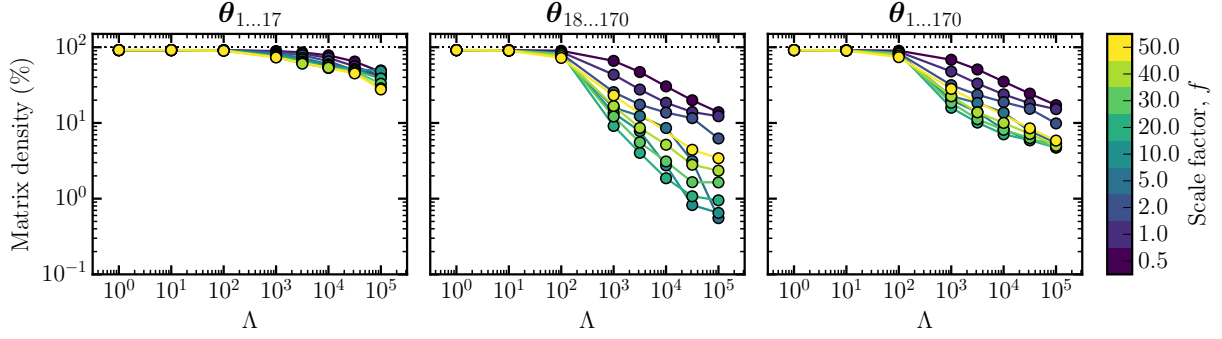 θ1...17
θ18...170
θ1...170
Matrix density (%)
10^2
10^1
10^0
10^−1
10^0 10^1 10^2 10^3 10^4 10^5
10^0 10^1 10^2 10^3 10^4 10^5
10^0 10^1 10^2 10^3 10^4 10^5
Λ
Λ
Λ
50.0
40.0
30.0
20.0
10.0
5.0
2.0
1.0
0.5
Scale factor, f